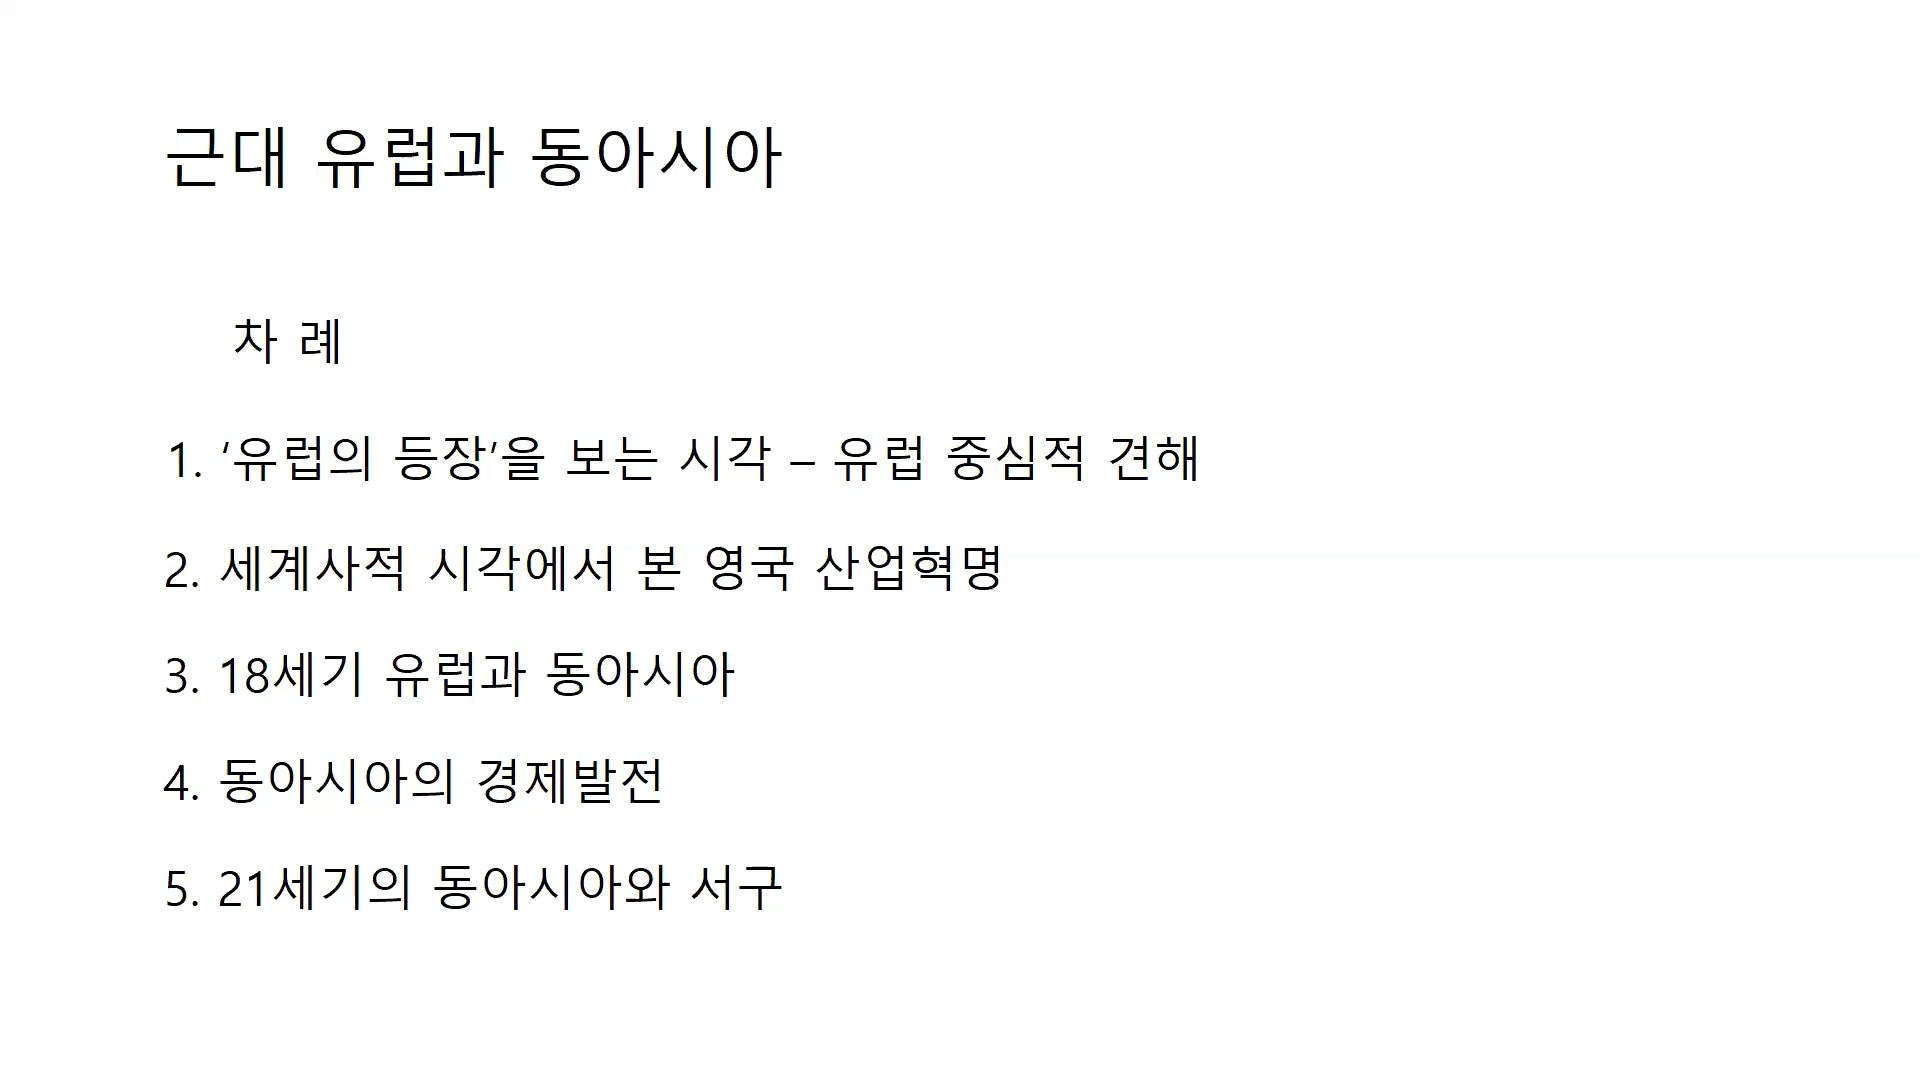 근대 유럽과 동아시아
차 례
1. ‘유럽의 등장’을 보는 시각 – 유럽 중심적 견해
2. 세계사적 시각에서 본 영국 산업혁명
3. 18세기 유럽과 동아시아
4. 동아시아의 경제발전
5. 21세기의 동아시아와 서구